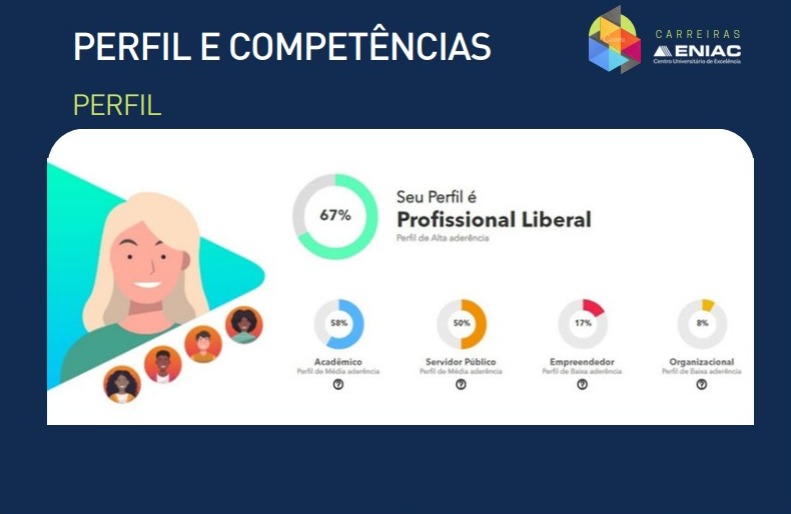 PERFIL E COMPETÊNCIAS
CARREIRAS
ENIAC
Centro Universitário de Excelência
PERFIL
67%
Seu Perfil é
Profissional Liberal
Perfil de Alta aderência
58%
50%
17%
8%
Acadêmico
Servidor Público
Empreendedor
Organizacional
Perfil de Média aderência
Perfil de Média aderência
Perfil de Baixa aderência
Perfil de Baixa aderência